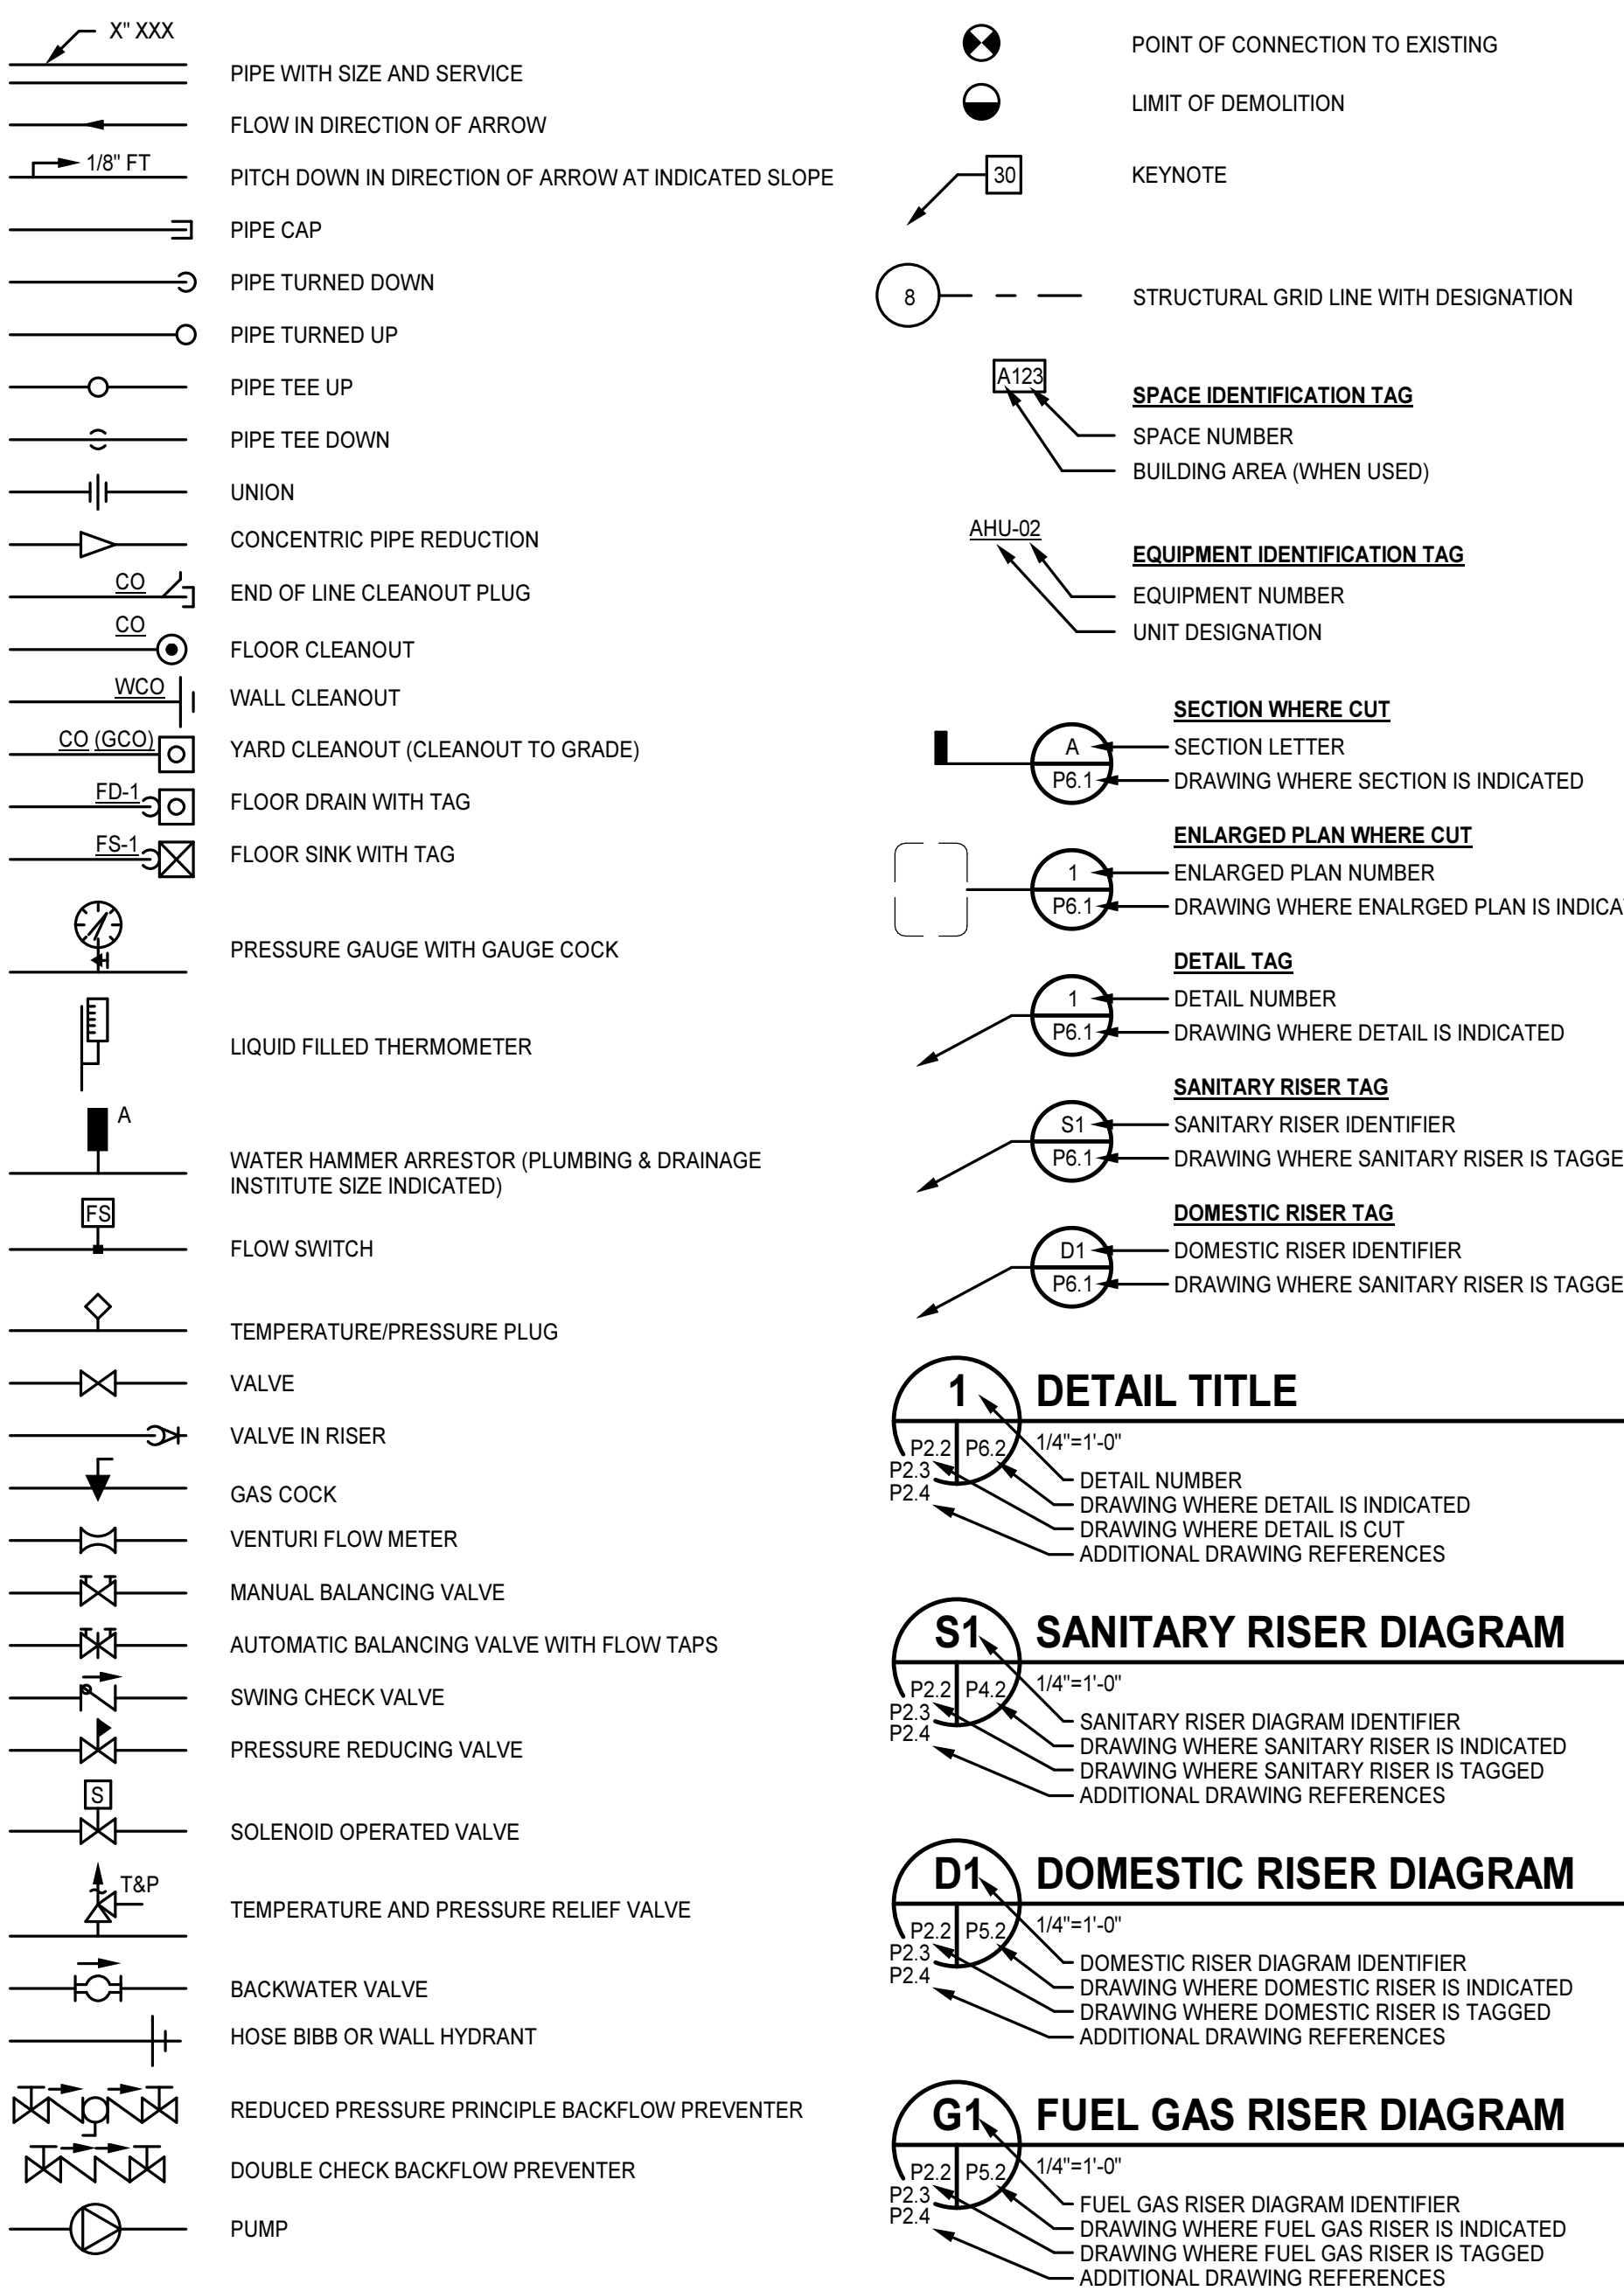 X" XXX
PIPE WITH SIZE AND SERVICE
FLOW IN DIRECTION OF ARROW
1/8" FT
PITCH DOWN IN DIRECTION OF ARROW AT INDICATED SLOPE
PIPE CAP
PIPE TURNED DOWN
PIPE TURNED UP
PIPE TEE UP
PIPE TEE DOWN
UNION
CONCENTRIC PIPE REDUCTION
CO
END OF LINE CLEANOUT PLUG
CO
FLOOR CLEANOUT
WCO
WALL CLEANOUT
CO (GCO)
YARD CLEANOUT (CLEANOUT TO GRADE)
FD-1
FLOOR DRAIN WITH TAG
FS-1
FLOOR SINK WITH TAG
PRESSURE GAUGE WITH GAUGE COCK
LIQUID FILLED THERMOMETER
A
WATER HAMMER ARRESTOR (PLUMBING & DRAINAGE
INSTITUTE SIZE INDICATED)
FS
FLOW SWITCH
TEMPERATURE/PRESSURE PLUG
VALVE
VALVE IN RISER
GAS COCK
VENTURI FLOW METER
MANUAL BALANCING VALVE
AUTOMATIC BALANCING VALVE WITH FLOW TAPS
SWING CHECK VALVE
PRESSURE REDUCING VALVE
S
SOLENOID OPERATED VALVE
T&P
TEMPERATURE AND PRESSURE RELIEF VALVE
BACKWATER VALVE
HOSE BIBB OR WALL HYDRANT
REDUCED PRESSURE PRINCIPLE BACKFLOW PREVENTER
DOUBLE CHECK BACKFLOW PREVENTER
PUMP
POINT OF CONNECTION TO EXISTING
LIMIT OF DEMOLITION
30
KEYNOTE
8
STRUCTURAL GRID LINE WITH DESIGNATION
A123
SPACE IDENTIFICATION TAG
SPACE NUMBER
BUILDING AREA (WHEN USED)
AHU-02
EQUIPMENT IDENTIFICATION TAG
EQUIPMENT NUMBER
UNIT DESIGNATION
SECTION WHERE CUT
A SECTION LETTER
P6.1 DRAWING WHERE SECTION IS INDICATED
ENLARGED PLAN WHERE CUT
1 ENLARGED PLAN NUMBER
P6.1 DRAWING WHERE ENALRGED PLAN IS INDICA
DETAIL TAG
1 DETAIL NUMBER
P6.1 DRAWING WHERE DETAIL IS INDICATED
SANITARY RISER TAG
S1 SANITARY RISER IDENTIFIER
P6.1 DRAWING WHERE SANITARY RISER IS TAGGE
DOMESTIC RISER TAG
D1 DOMESTIC RISER IDENTIFIER
P6.1 DRAWING WHERE SANITARY RISER IS TAGGE
1 DETAIL TITLE
P2.2 P6.2 1/4"=1'-0"
P2.3
P2.4
DETAIL NUMBER
DRAWING WHERE DETAIL IS INDICATED
DRAWING WHERE DETAIL IS CUT
ADDITIONAL DRAWING REFERENCES
S1 SANITARY RISER DIAGRAM
P2.2 P4.2 1/4"=1'-0"
P2.3
P2.4
SANITARY RISER DIAGRAM IDENTIFIER
DRAWING WHERE SANITARY RISER IS INDICATED
DRAWING WHERE SANITARY RISER IS TAGGED
ADDITIONAL DRAWING REFERENCES
D1 DOMESTIC RISER DIAGRAM
P2.2 P5.2 1/4"=1'-0"
P2.3
P2.4
DOMESTIC RISER DIAGRAM IDENTIFIER
DRAWING WHERE DOMESTIC RISER IS INDICATED
DRAWING WHERE DOMESTIC RISER IS TAGGED
ADDITIONAL DRAWING REFERENCES
G1 FUEL GAS RISER DIAGRAM
P2.2 P5.2 1/4"=1'-0"
P2.3
P2.4
FUEL GAS RISER DIAGRAM IDENTIFIER
DRAWING WHERE FUEL GAS RISER IS INDICATED
DRAWING WHERE FUEL GAS RISER IS TAGGED
ADDITIONAL DRAWING REFERENCES